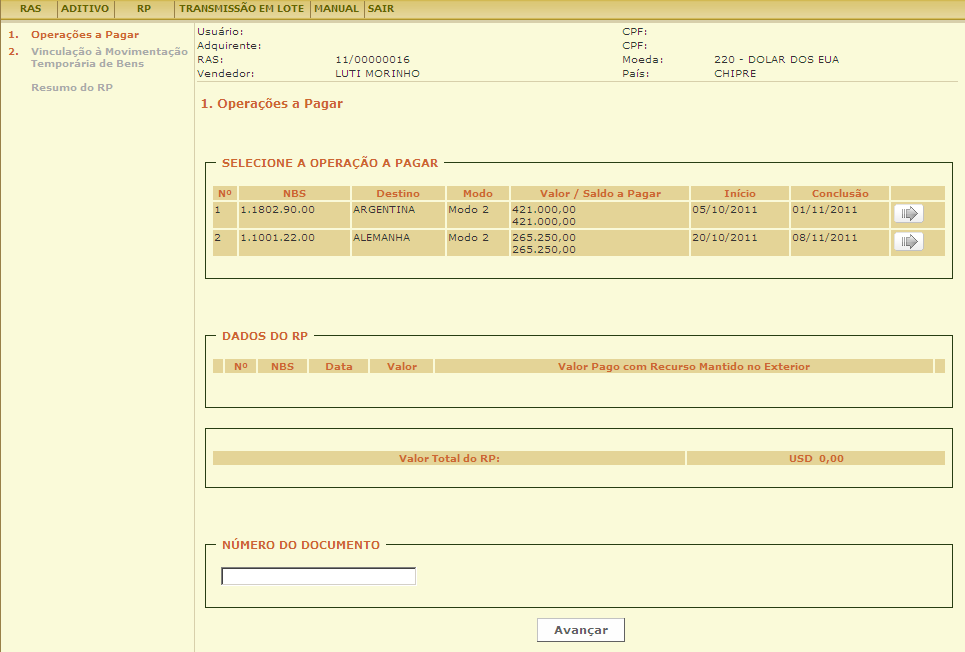 RAS ADITIVO RP TRANSMISSÃO EM LOTE MANUAL SAIR
1. Operações a Pagar
2. Vinculação à Movimentação
Temporária de Bens
Resumo do RP
Usuário: CPF:
Adquirente: CPF:
RAS: 11/00000016 Moeda: 220 - DOLAR DOS EUA
Vendedor: LUTI MORINHO País: CHIPRE
1. Operações a Pagar
SELECIONE A OPERAÇÃO A PAGAR
Nº NBS Destino Modo Valor / Saldo a Pagar Início Conclusão
1 1.1802.90.00 ARGENTINA Modo 2 421.000,00 05/10/2011 01/11/2011
421.000,00
2 1.1001.22.00 ALEMANHA Modo 2 265.250,00 20/10/2011 08/11/2011
265.250,00
DADOS DO RP
Nº NBS Data Valor Valor Pago com Recurso Mantido no Exterior
Valor Total do RP: USD 0,00
NÚMERO DO DOCUMENTO
Avançar